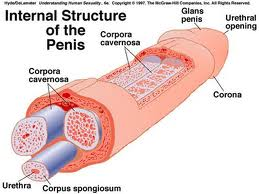 Hyde/DeLamater Understanding Human Sexuality, 6e. Copyright © 1997. The McGraw-Hill Companies, Inc. All Rights Reserved.
Internal Structure
of the
Penis
Glans
penis
Urethral
opening
Corpora
cavernosa
Corpora
cavernosa
Corona
Urethra
Corpus spongiosum